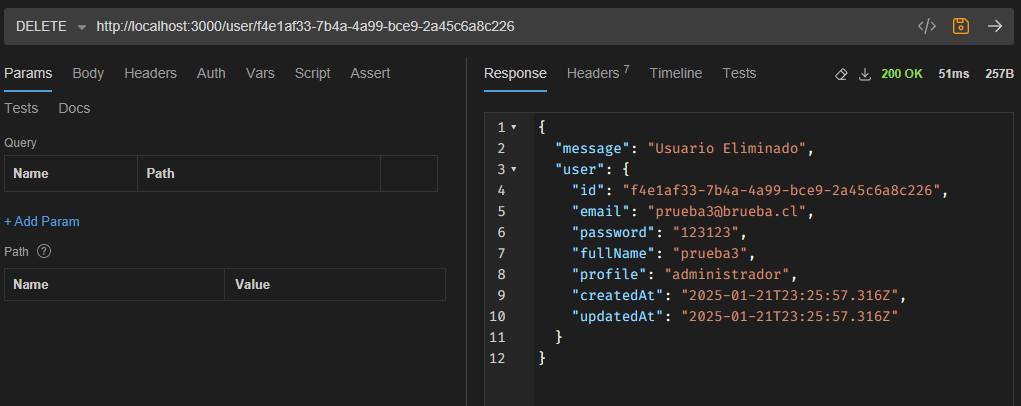 DELETE http://localhost:3000/user/f4e1af33-7b4a-4a99-bce9-2a45c6a8c226
Params Body Headers Auth Vars Script Assert
Tests Docs
Query
Name Path
+ Add Param
Path ?
Name Value
Response Headers 7 Timeline Tests 200 OK 51ms 257B
1 {
2 "message": "Usuario Eliminado",
3 "user": {
4 "id": "f4e1af33-7b4a-4a99-bce9-2a45c6a8c226",
5 "email": "prueba3@brueba.cl",
6 "password": "123123",
7 "fullName": "prueba3",
8 "profile": "administrador",
9 "createdAt": "2025-01-21T23:25:57.316Z",
10 "updatedAt": "2025-01-21T23:25:57.316Z"
11 }
12 }